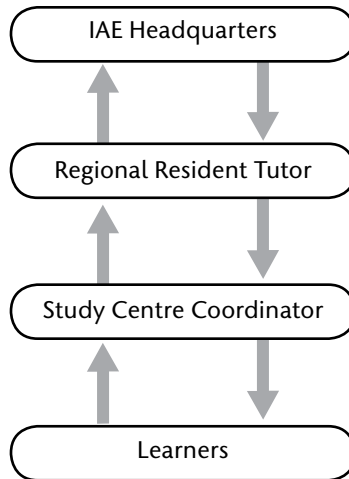 IAE Headquarters
Regional Resident Tutor
Study Centre Coordinator
Learners